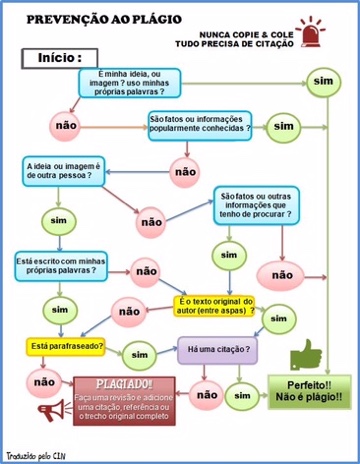 PREVENÇÃO AO PLÁGIO
NUNCA COPIE & COLE
TUDO PRECISA DE CITAÇÃO
Início :
É minha ideia, ou
imagem ? uso minhas
próprias palavras ?
sim
não
São fatos ou informações
popularmente conhecidas ?
sim
não
A ideia ou imagem é
de outra pessoa ?
não
São fatos ou outras
informações que
tenho de procurar ?
sim
sim
não
Está escrito com minhas
próprias palavras ?
não
sim
não
É o texto original do
autor (entre aspas) ?
sim
Está parafraseado?
sim
Há uma citação ?
não
PLAGIADO!!
Faça uma revisão e adicione
uma citação, referência ou
o trecho original completo
não
sim
Perfeito!!
Não é plágio!!
Traduzido pelo CIN